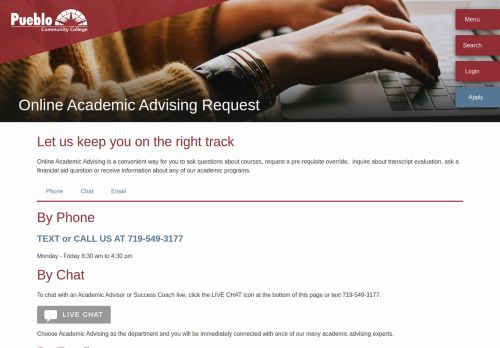 Pueblo
Community College
Menu
Search
Login
Apply
Online Academic Advising Request
Let us keep you on the right track
Online Academic Advising is a convenient way for you to ask questions about courses, request a pre-requisite override,  inquire about transcript evaluation, ask a
financial aid question or receive information about any of our academic programs.
Phone
Chat
Email
By Phone
TEXT or CALL US AT 719-549-3177
Monday - Friday 8:30 am to 4:30 pm
By Chat
To chat with an Academic Advisor or Success Coach live, click the LIVE CHAT icon at the bottom of this page or text 719-549-3177.
LIVE CHAT
Choose Academic Advising as the department and you will be immediately connected with once of our many academic advising experts.